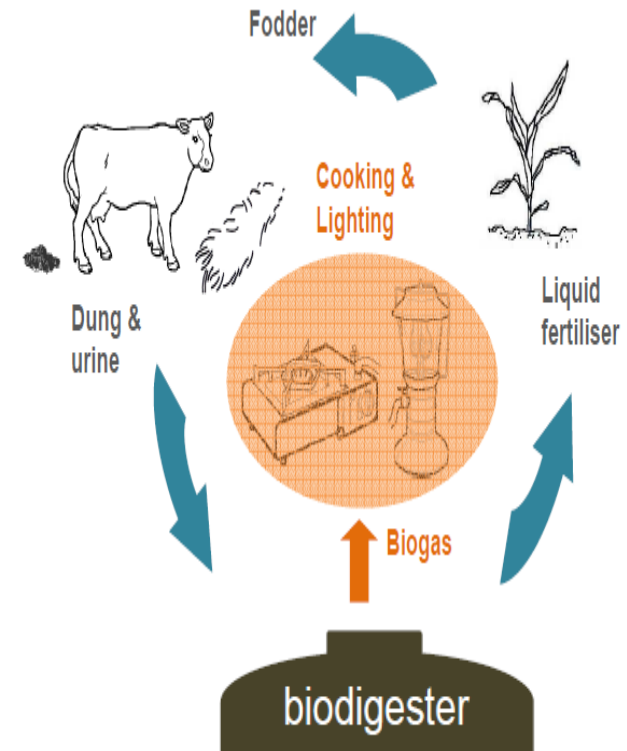 Fodder
Cooking &
Lighting
Dung &
urine
Liquid
fertiliser
Biogas
biodigester